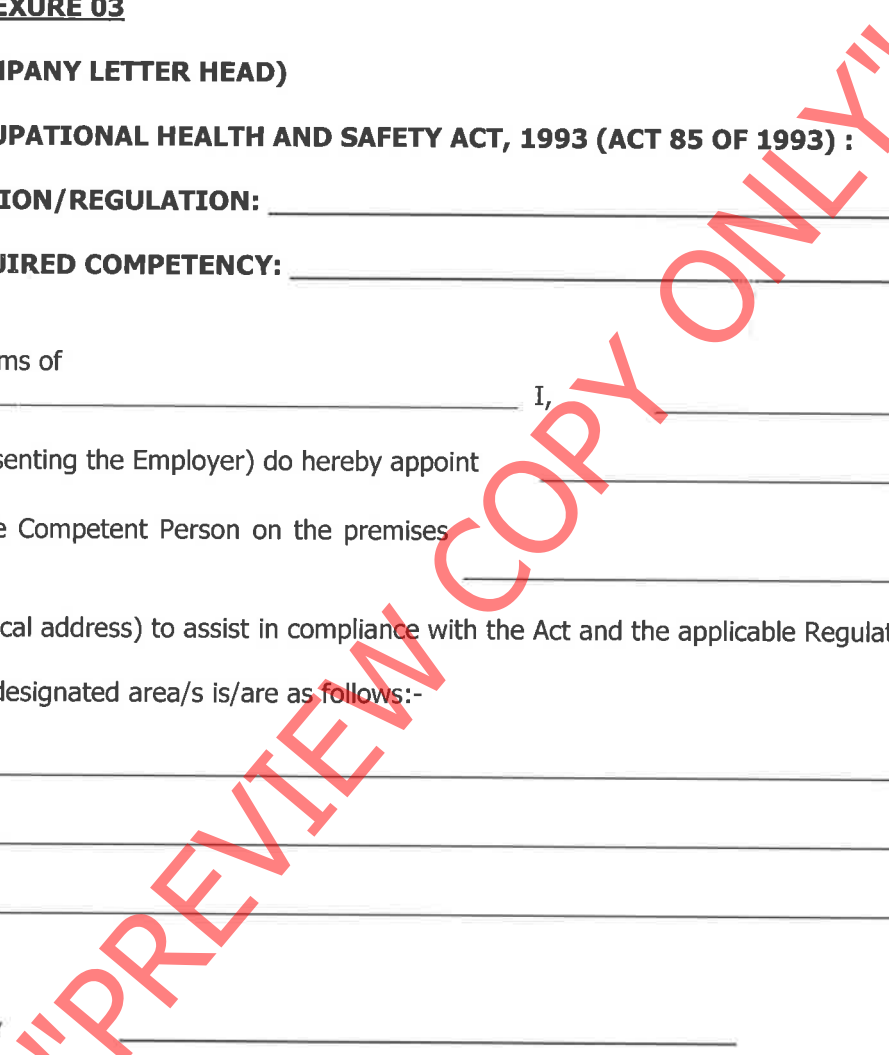 EXURE 03
MPANY LETTER HEAD)
UPATIONAL HEALTH AND SAFETY ACT, 1993 (ACT 85 OF 1993) :
TION/REGULATION:
UIRED COMPETENCY:
ms of
I,
senting the Employer) do hereby appoint
e Competent Person on the premises
cal address) to assist in compliance with the Act and the applicable Regulat
designated area/s is/are as follows:-
"PREVIEW COPY ONLY"